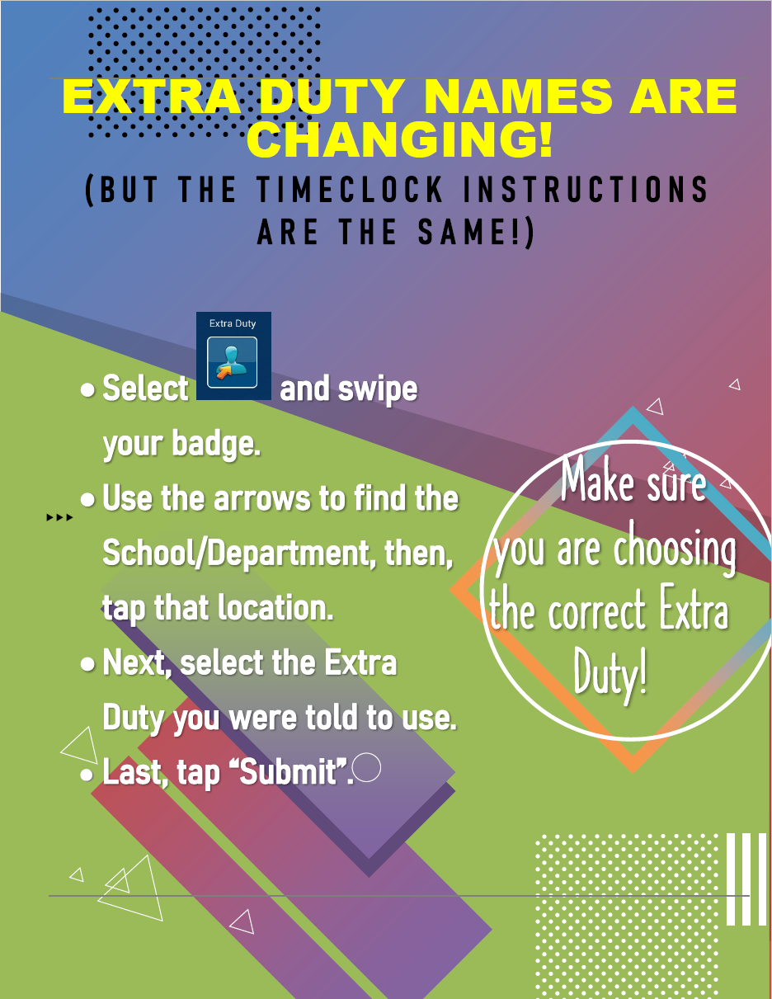 EXTRA DUTY NAMES ARE
CHANGING!
(BUT THE TIMECLOCK INSTRUCTIONS
ARE THE SAME!)
Extra Duty
• Select and swipe
your badge.
• Use the arrows to find the
School/Department, then,
tap that location.
• Next, select the Extra
Duty you were told to use.
• Last, tap “Submit”.
Make sure
you are choosing
the correct Extra
Duty!